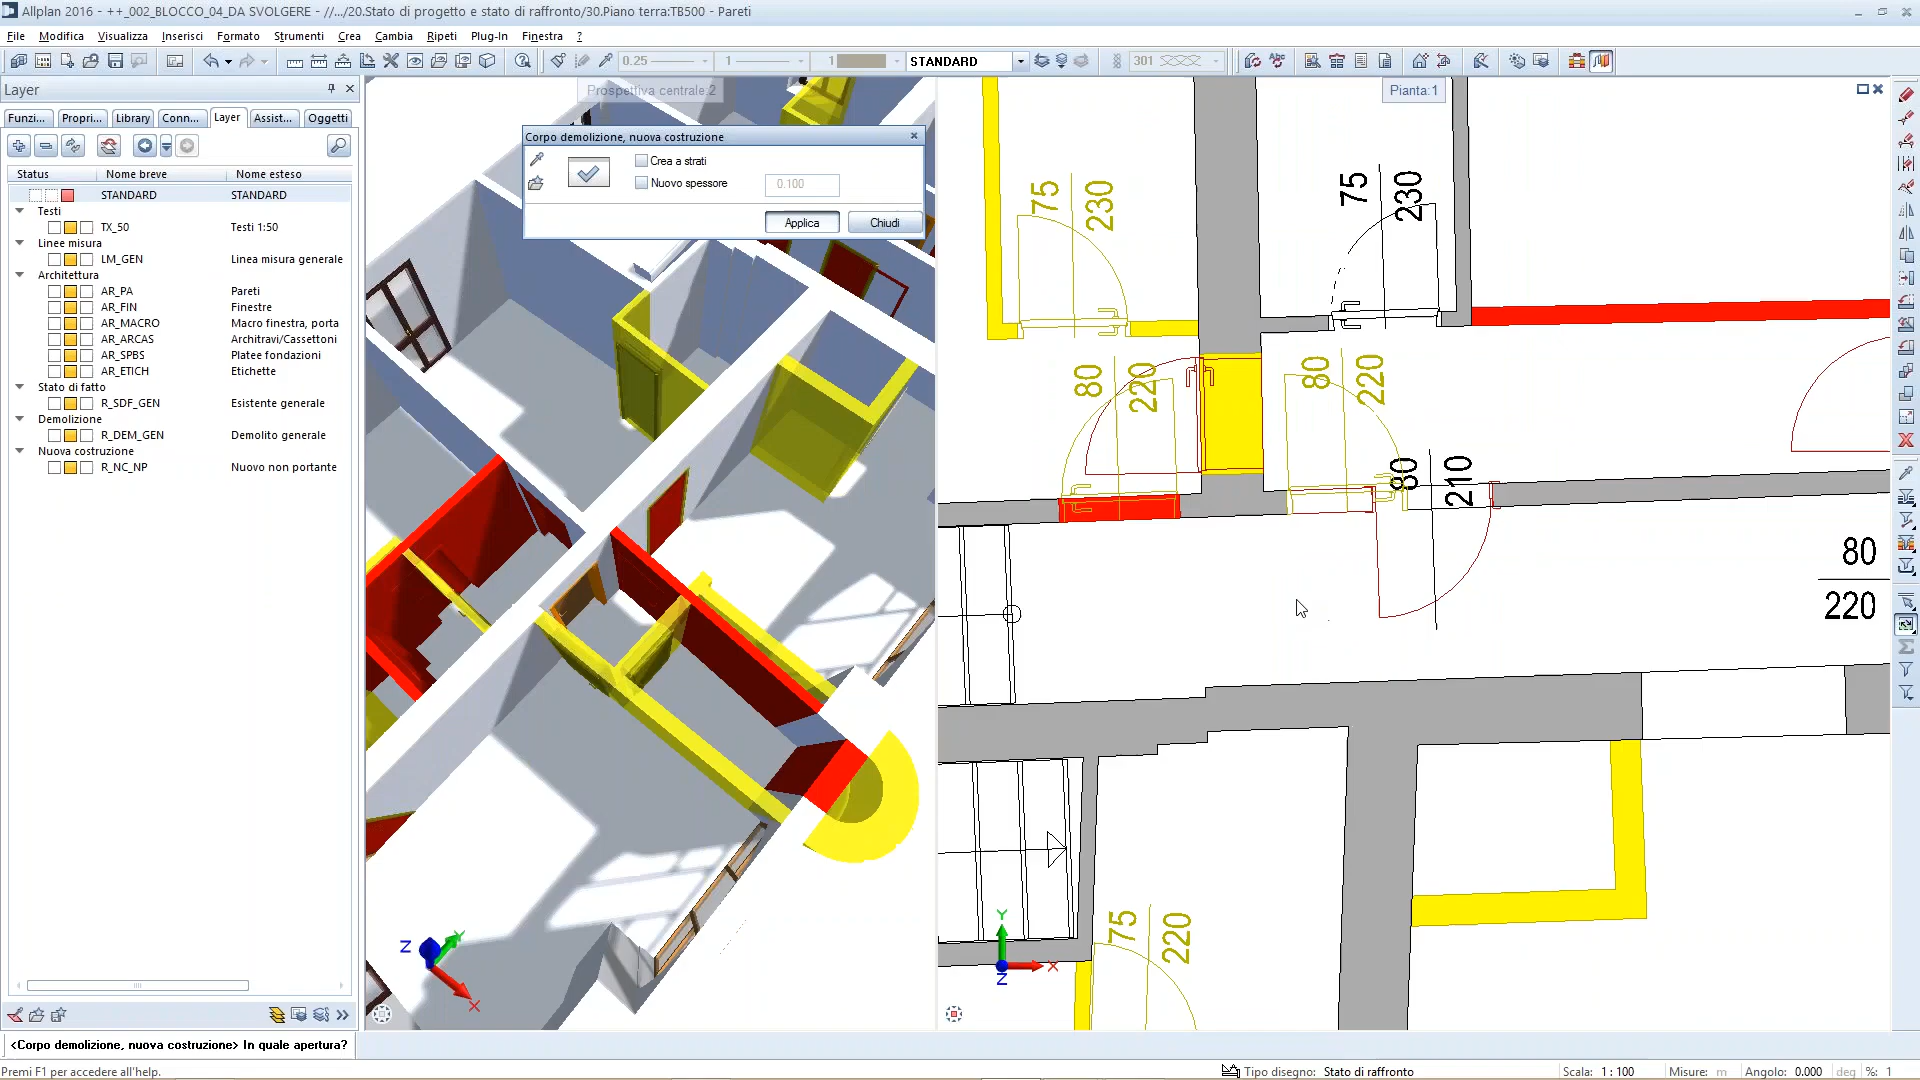 Allplan 2016 - ++_002_BLOCCO_04_DA SVOLGERE - //.../20.Stato di progetto e stato di raffronto/30.Piano terra:TB500 - Pareti
File Modifica Visualizza Inserisci Formato Strumenti Crea Cambia Ripeti Plug-In Finestra ?
0.25 1 1 STANDARD 301
Layer
Funzi... Propri... Library Conn... Layer Assist... Oggetti
Status Nome breve Nome esteso
STANDARD STANDARD
Testi
TX_50 Testi 1:50
Linee misura
LM_GEN Linea misura generale
Architettura
AR_PA Pareti
AR_FIN Finestre
AR_MACRO Macro finestra, porta
AR_ARCAS Architravi/Cassettoni
AR_SPBS Platee fondazioni
AR_ETICH Etichette
Stato di fatto
R_SDF_GEN Esistente generale
Demolizione
R_DEM_GEN Demolito generale
Nuova costruzione
R_NC_NP Nuovo non portante
Prospettiva centrale:2
Corpo demolizione, nuova costruzione
Crea a strati
Nuovo spessore 0.100
Applica Chiudi
Z Y X
Pianta:1
75 230
75 230
80 220
80 220
80 210
80
220
75 220
Y
X
Z
<Corpo demolizione, nuova costruzione> In quale apertura?
Premi F1 per accedere all'help.
Tipo disegno: Stato di raffronto Scala: 1 : 100 Misure: m Angolo: 0.000 deg %: 1